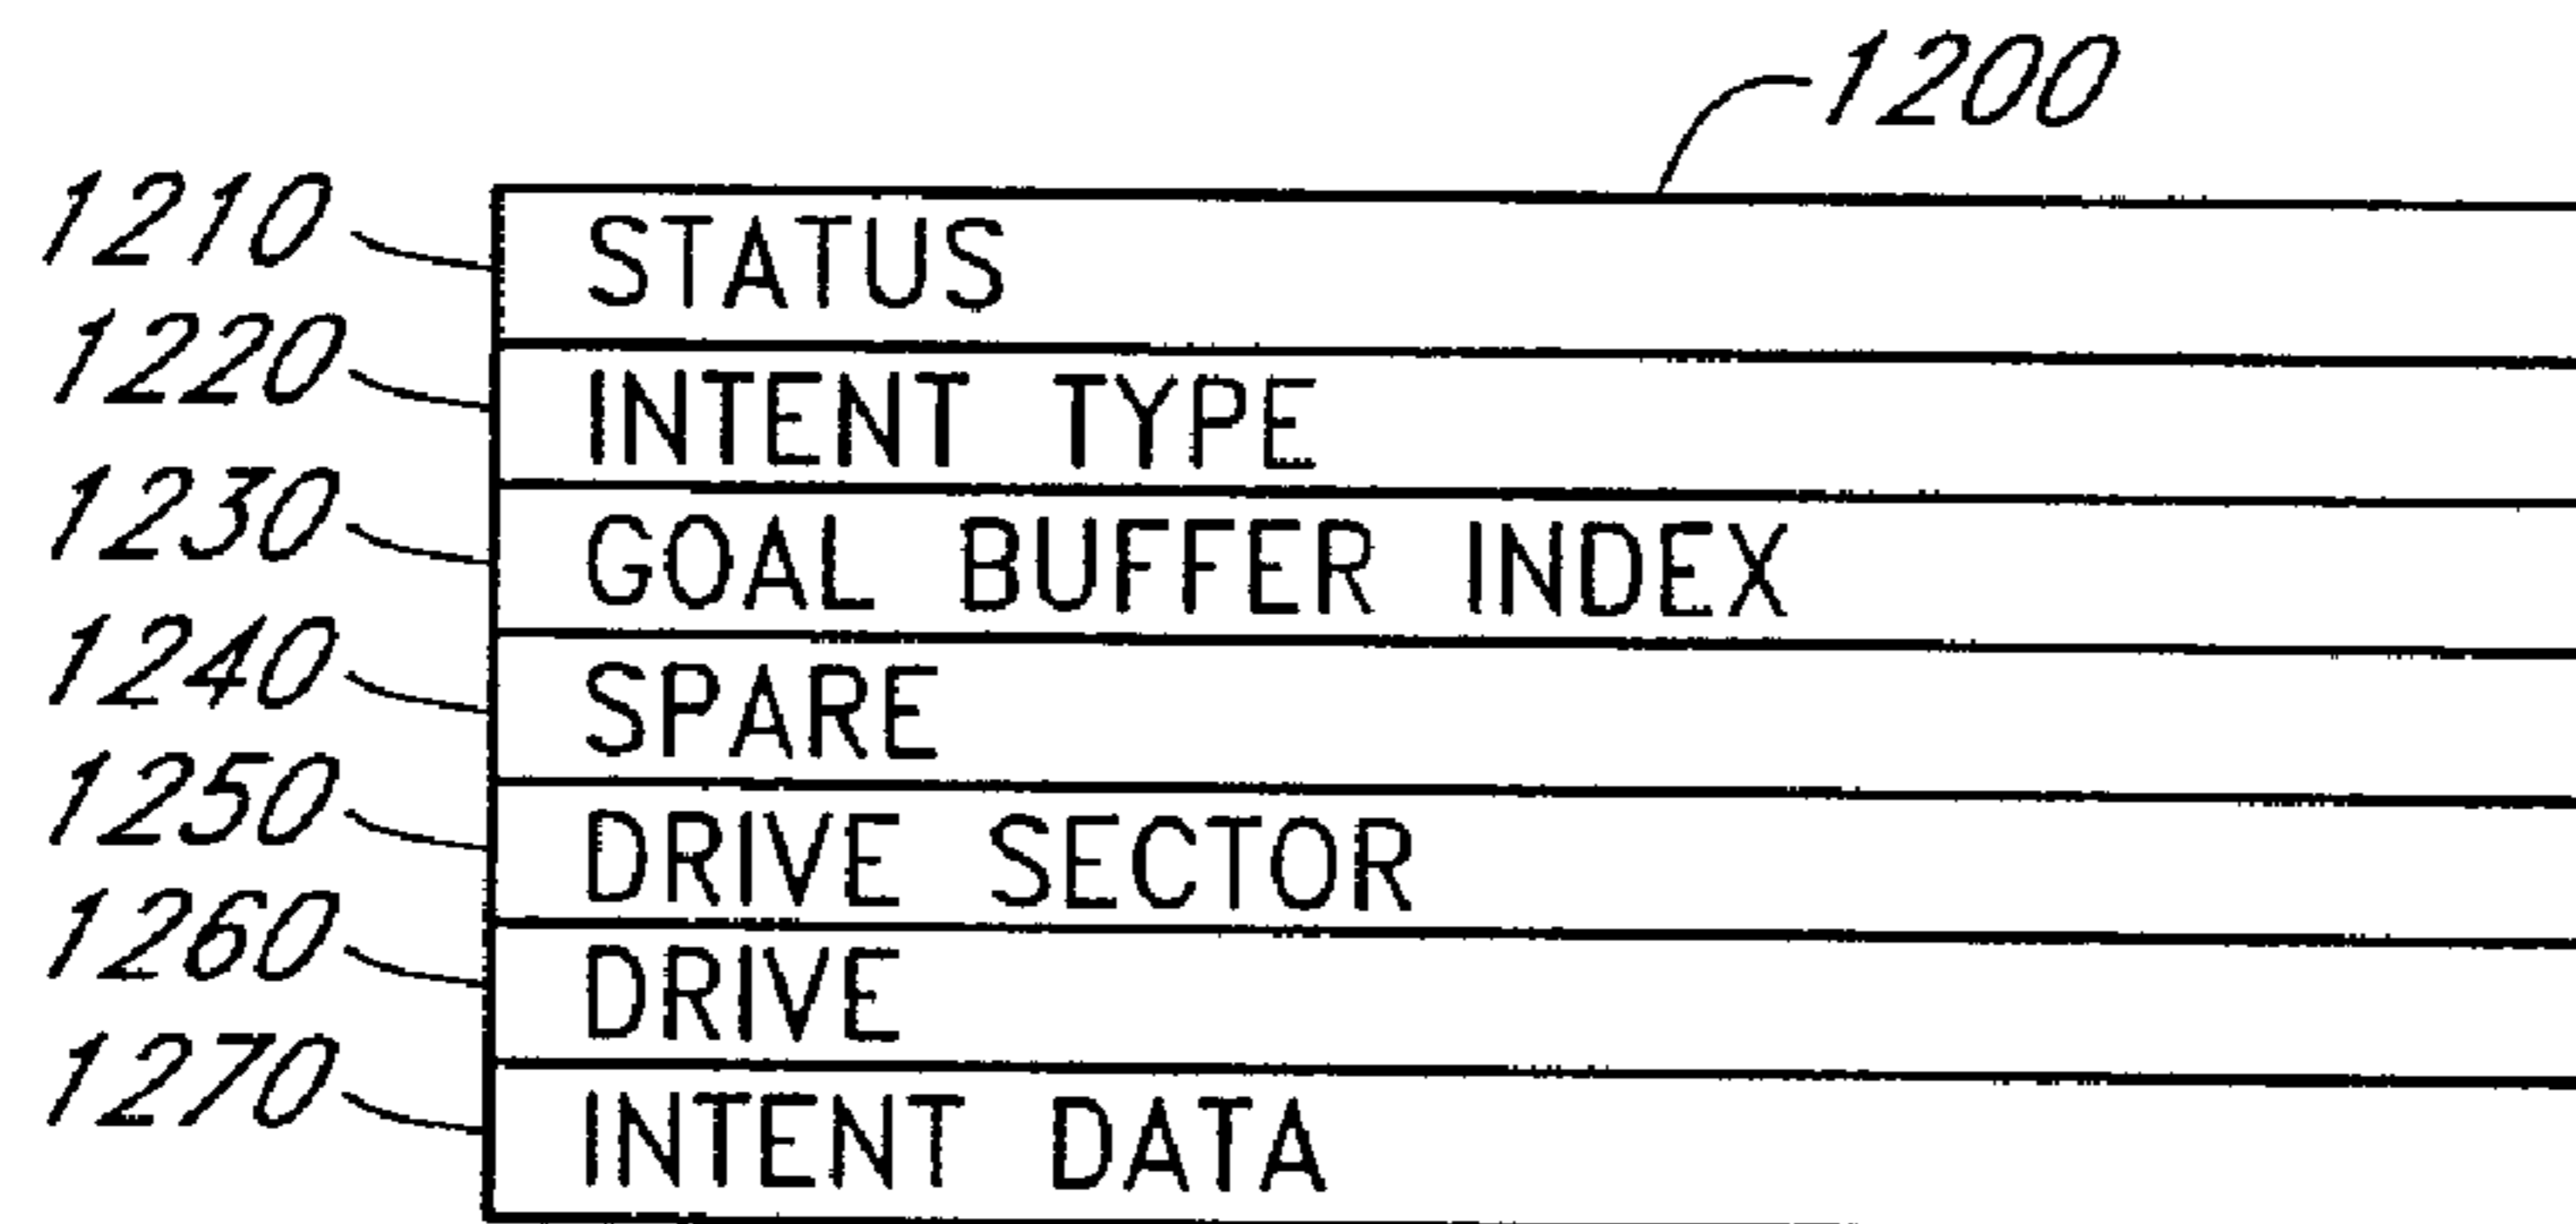 1200
1210 STATUS
1220 INTENT TYPE
1230 GOAL BUFFER INDEX
1240 SPARE
1250 DRIVE SECTOR
1260 DRIVE
1270 INTENT DATA